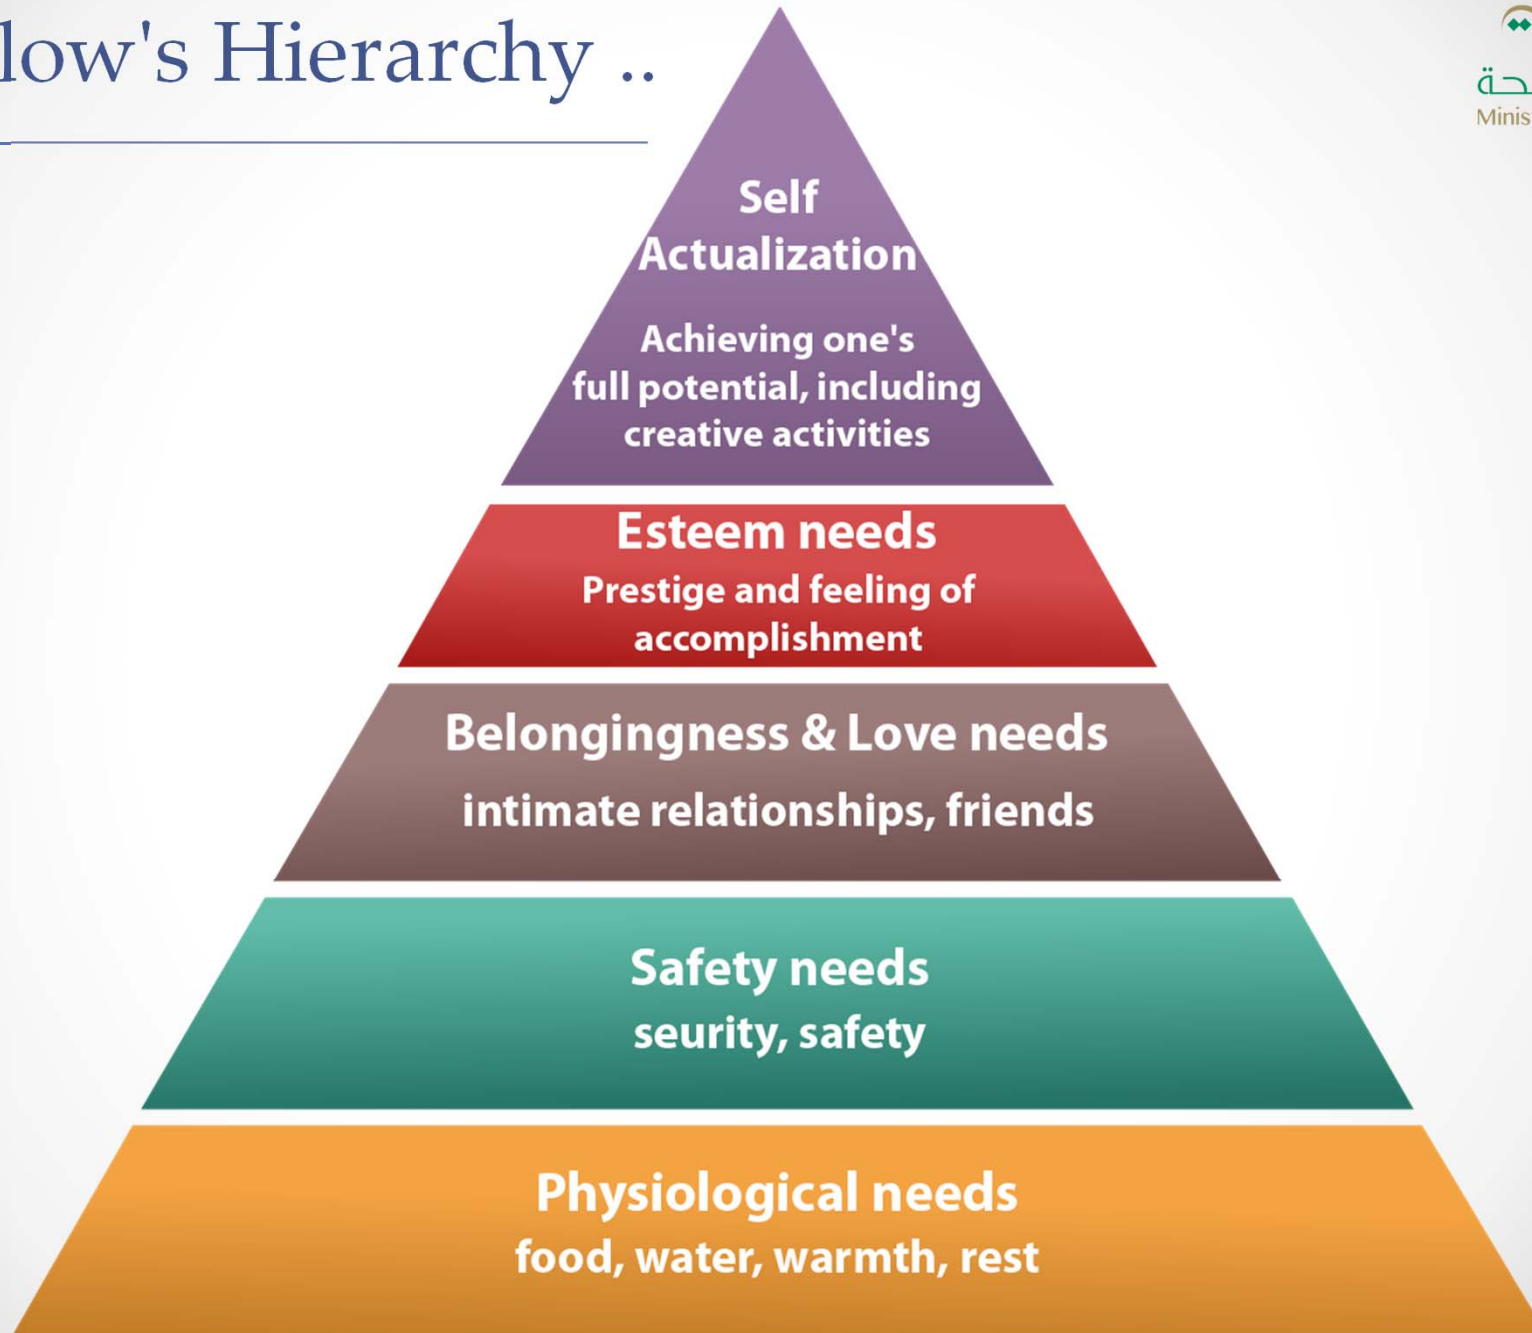 low's Hierarchy ..
حة
Minis
Self
Actualization
Achieving one's
full potential, including
creative activities
Esteem needs
Prestige and feeling of
accomplishment
Belongingness & Love needs
intimate relationships, friends
Safety needs
seurity, safety
Physiological needs
food, water, warmth, rest